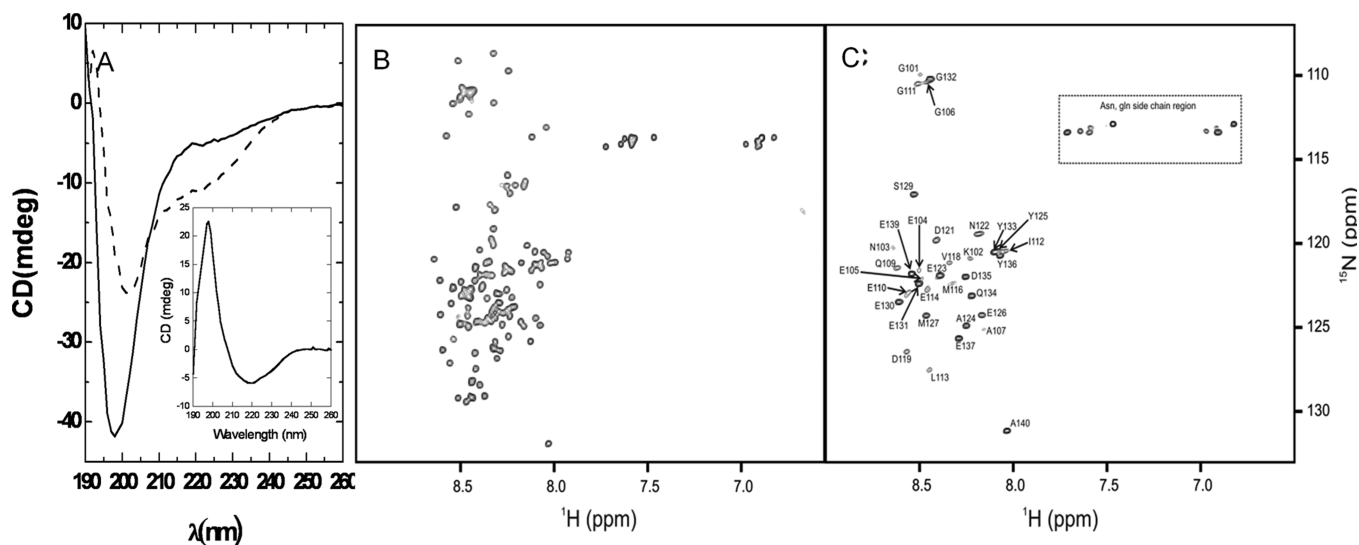 A
CD(mdeg)
10
0
-10
-20
-30
-40
190 200 210 220 230 240 250 260
λ(nm)
CD (mdeg)
25
20
15
10
5
0
-5
-10
190 200 210 220 230 240 250 260
Wavelength (nm)
B
8.5 8.0 7.5 7.0
1H (ppm)
C
G101
G132
G111
G106
Asn, gln side chain region
S129
E104
E139
D121
N122
Y133
Y125
N103
V118
K102
I112
Q109
E123
Y136
E105
D135
M116
E110
E114
Q134
E130
E131
M127
A124
E126
A107
E137
D119
L113
A140
8.5 8.0 7.5 7.0
1H (ppm)
110
115
120
125
130
15N (ppm)